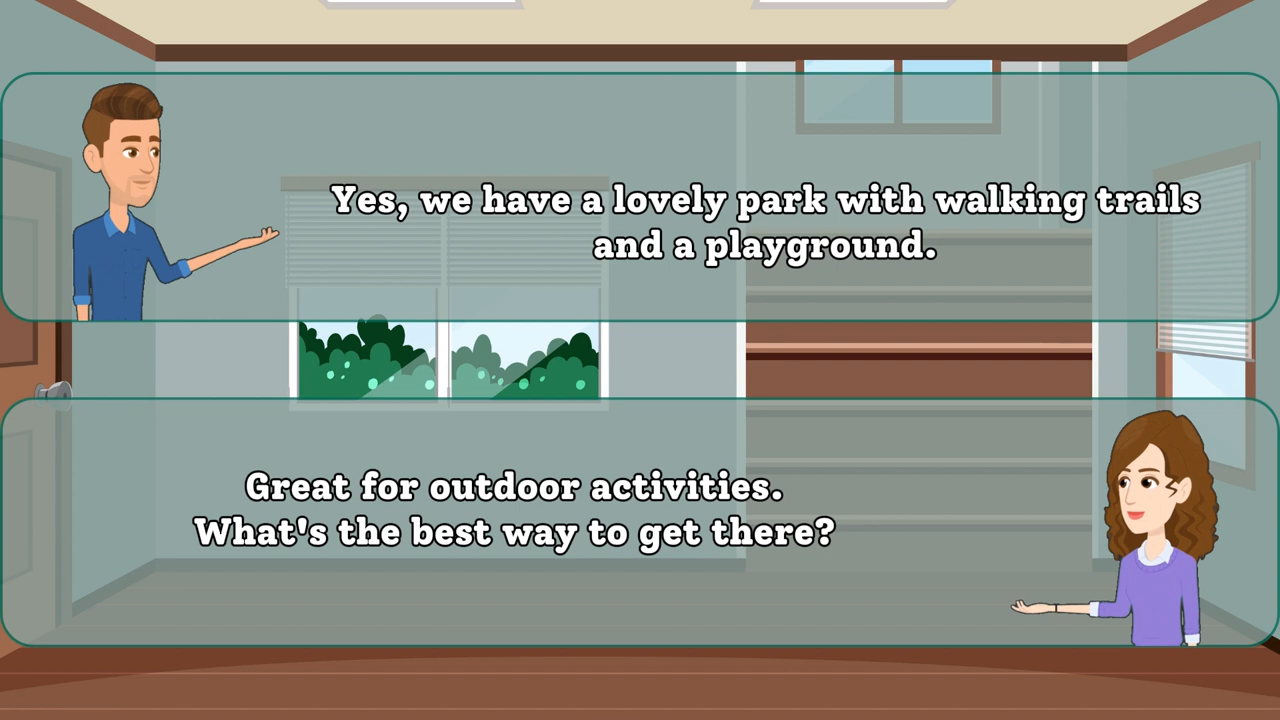 Yes, we have a lovely park with walking trails
and a playground.
Great for outdoor activities.
What's the best way to get there?